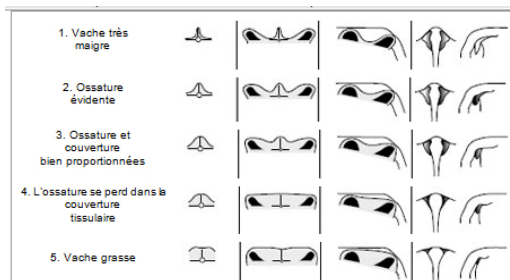 1. Vache très
maigre
2. Ossature
évidente
3. Ossature et
couverture
bien proportionnées
4. L'ossature se perd dans la
couverture
tissulaire
5. Vache grasse